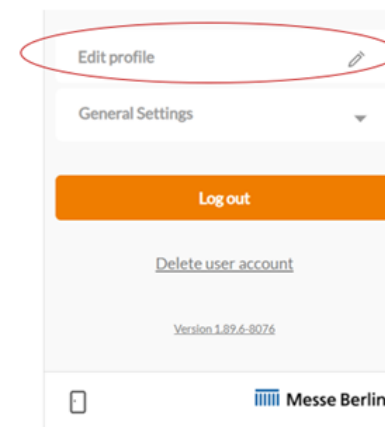 Edit profile
General Settings
Log out
Delete user account
Version 1.89.6-8076
Messe Berlin